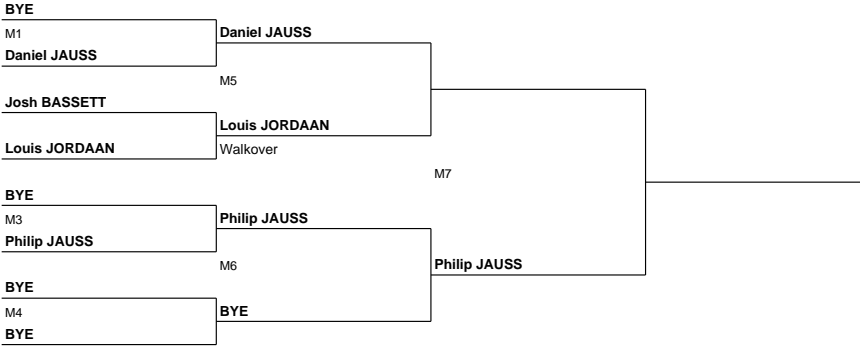 BYE
M1
Daniel JAUSS
Daniel JAUSS
M5
Josh BASSETT
Louis JORDAAN
Louis JORDAAN
Walkover
M7
BYE
M3
Philip JAUSS
Philip JAUSS
M6
Philip JAUSS
BYE
M4
BYE
BYE